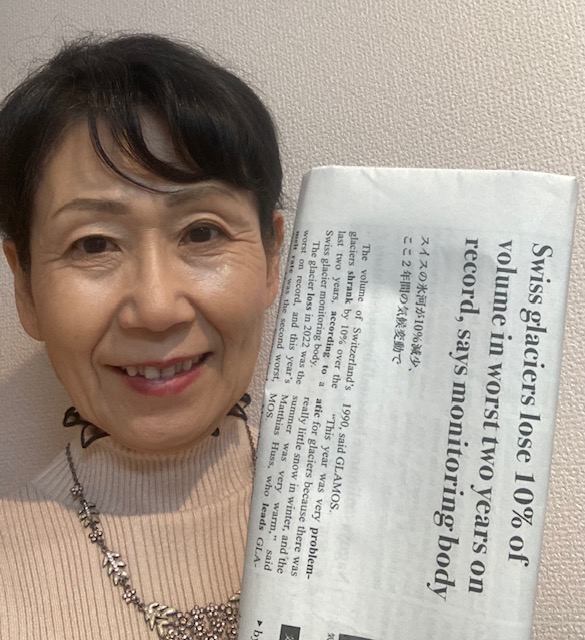 Swiss glaciers lose 10% of
volume in worst two years on
record, says monitoring body
スイスの氷河が10%減少、
ここ2年間の気候変動で
The volume of Switzerland's
glaciers shrank by 10% over the
last two years, according to a
Swiss glacier monitoring body.
The glacier loss in 2022 was the
worst on record, and this year's
melt rate was the second worst,
1990, said GLAMOS.
"This year was very problem-
atic for glaciers because there was
really little snow in winter, and the
summer was very warm," said
Matthias Huss, who leads GLA-
MOS.